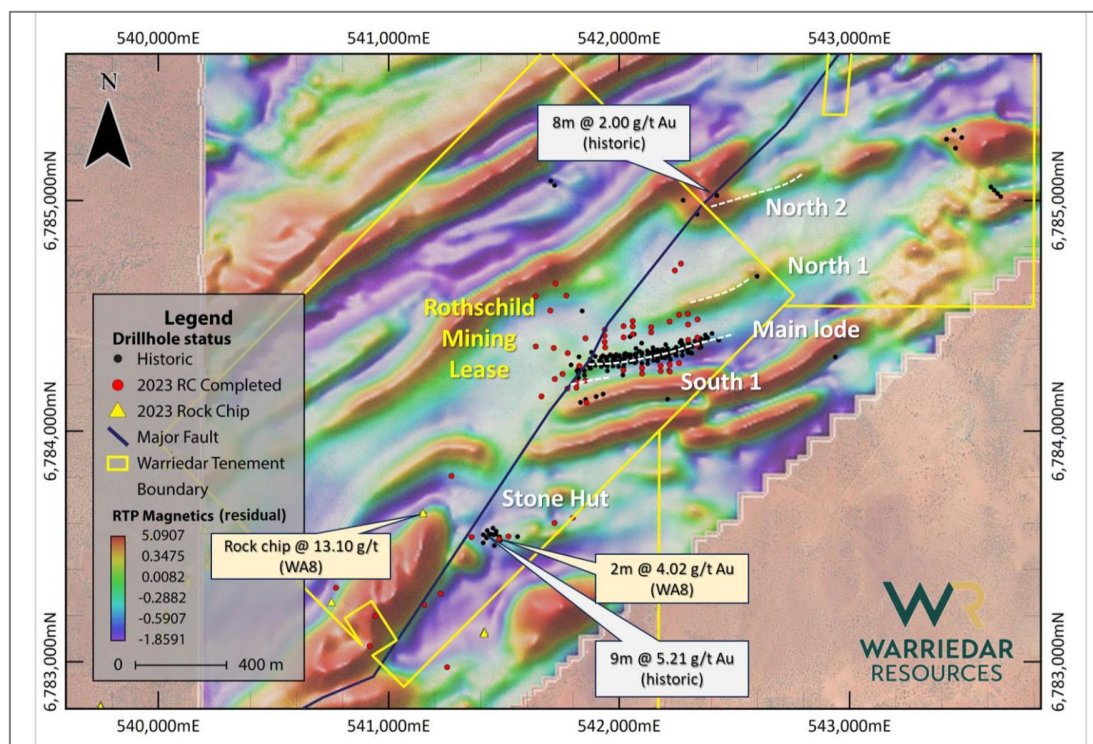 540,000mE
541,000mE
542,000mE
543,000mE
N
8m @ 2.00 g/t Au
(historic)
6,785,000mN
6,785,000mN
North 2
North 1
Rothschild
Mining
Lease
Main lode
South 1
6,784,000mN
6,784,000mN
Legend
Drillhole status
Historic
2023 RC Completed
2023 Rock Chip
Major Fault
Warriedar Tenement
Boundary
RTP Magnetics (residual)
5.0907
0.3475
0.0082
-0.2882
-0.5907
-1.8591
0
400 m
Stone Hut
Rock chip @ 13.10 g/t
(WA8)
2m @ 4.02 g/t Au
(WA8)
9m @ 5.21 g/t Au
(historic)
WR
WARRIEDAR
RESOURCES
6,783,000mN
6,783,000mN
540,000mE
541,000mE
542,000mE
543,000mE